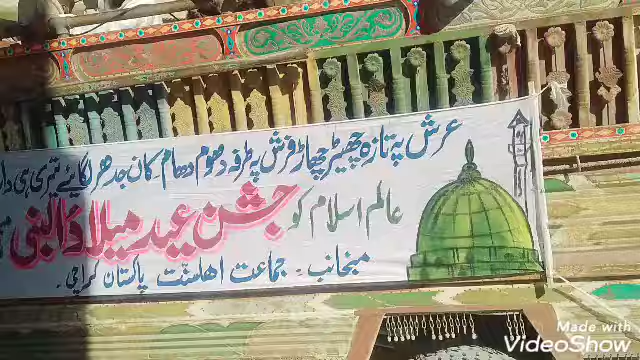 عرش پہ تازہ چھیڑ چھاڑ فرش پہ طرفہ دھوم دھام کان جدھر لگائیے تیری ہی دا
عالم اسلام کو جشن عید میلاد النبی
منجانب۔ جماعت اھلسنّت پاکستان کراچی۔
Made with
VideoShow